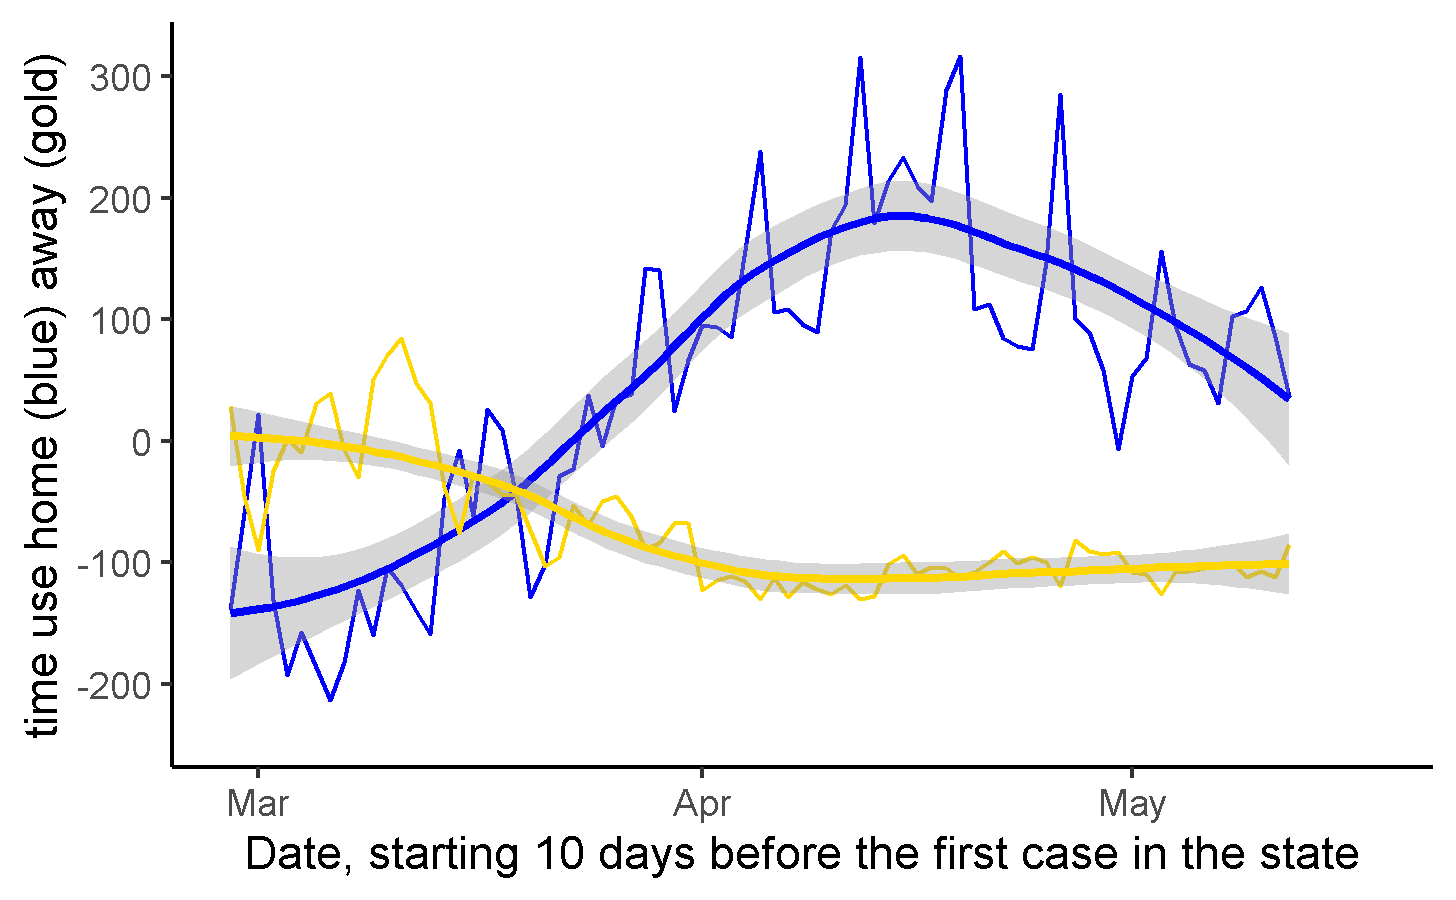 time use home (blue) away (gold)
300
200
100
0
-100
-200
Mar
Apr
May
Date, starting 10 days before the first case in the state